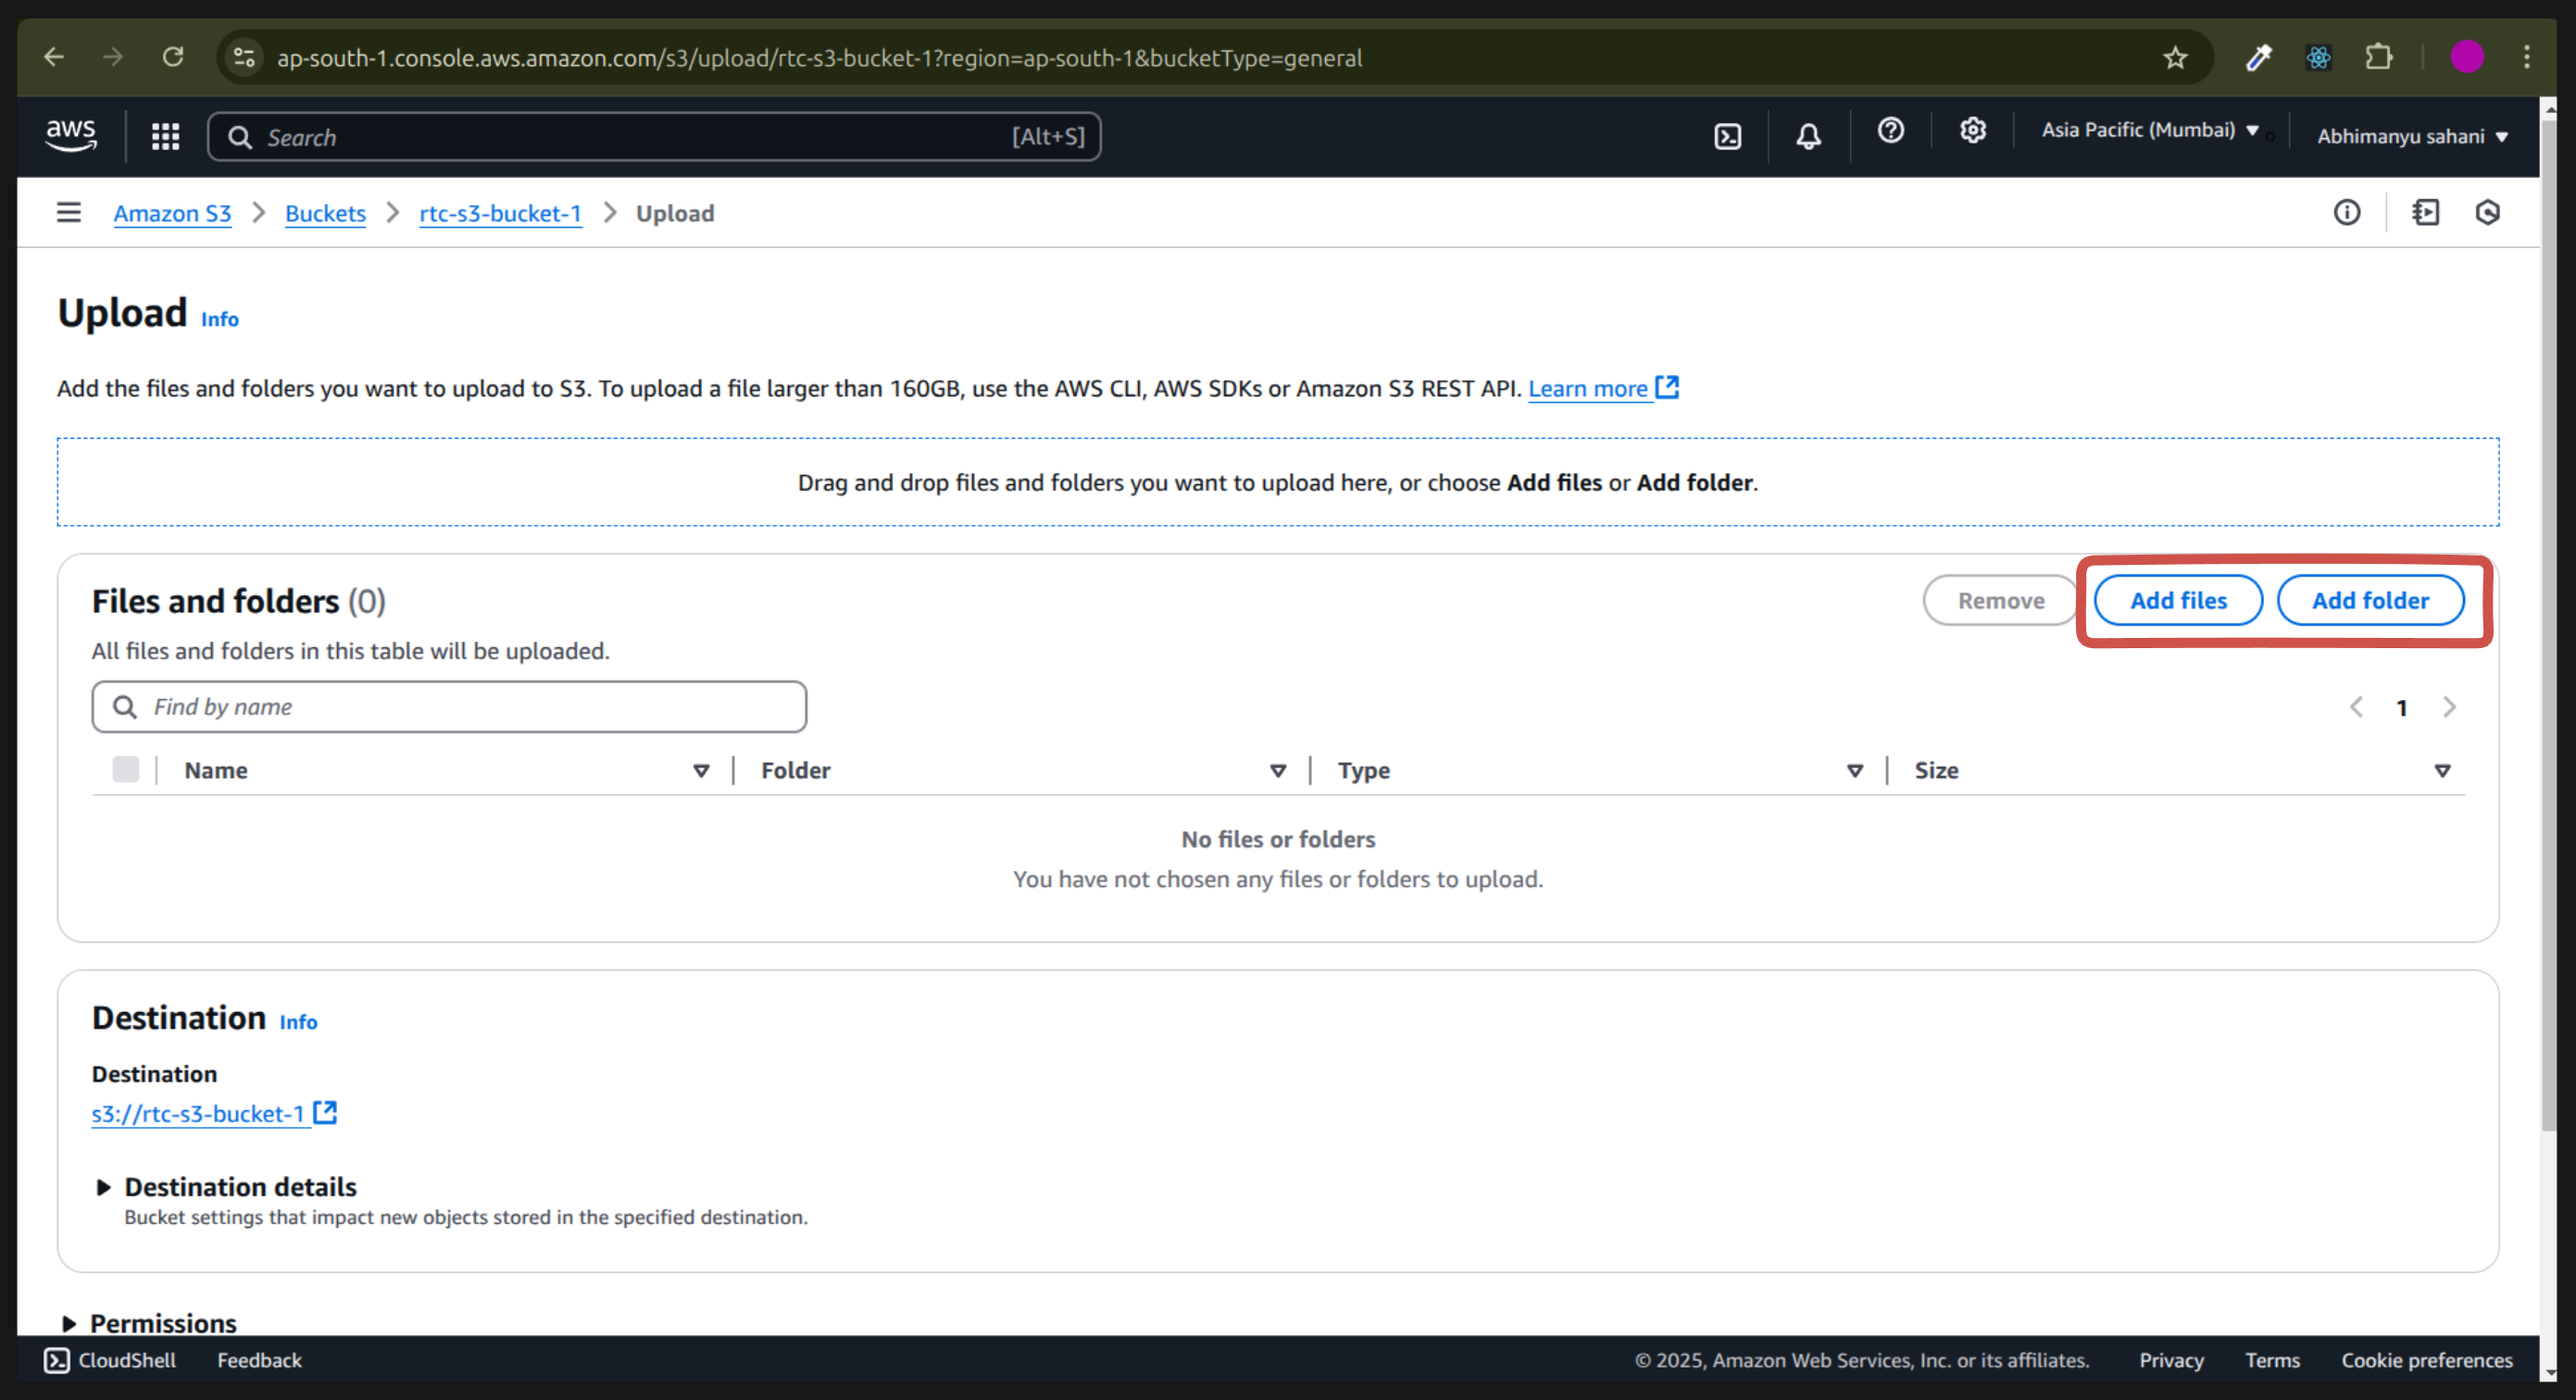 ap-south-1.console.aws.amazon.com/s3/upload/rtc-s3-bucket-1?region=ap-south-1&bucketType=general
aws
Search [Alt+S]
Asia Pacific (Mumbai)
Abhimanyu sahani
Amazon S3 > Buckets > rtc-s3-bucket-1 > Upload
Upload Info
Add the files and folders you want to upload to S3. To upload a file larger than 160GB, use the AWS CLI, AWS SDKs or Amazon S3 REST API. Learn more
Drag and drop files and folders you want to upload here, or choose Add files or Add folder.
Files and folders (0)
Remove Add files Add folder
All files and folders in this table will be uploaded.
Find by name
1
Name Folder Type Size
No files or folders
You have not chosen any files or folders to upload.
Destination Info
Destination
s3://rtc-s3-bucket-1
Destination details
Bucket settings that impact new objects stored in the specified destination.
Permissions
CloudShell Feedback © 2025, Amazon Web Services, Inc. or its affiliates. Privacy Terms Cookie preferences